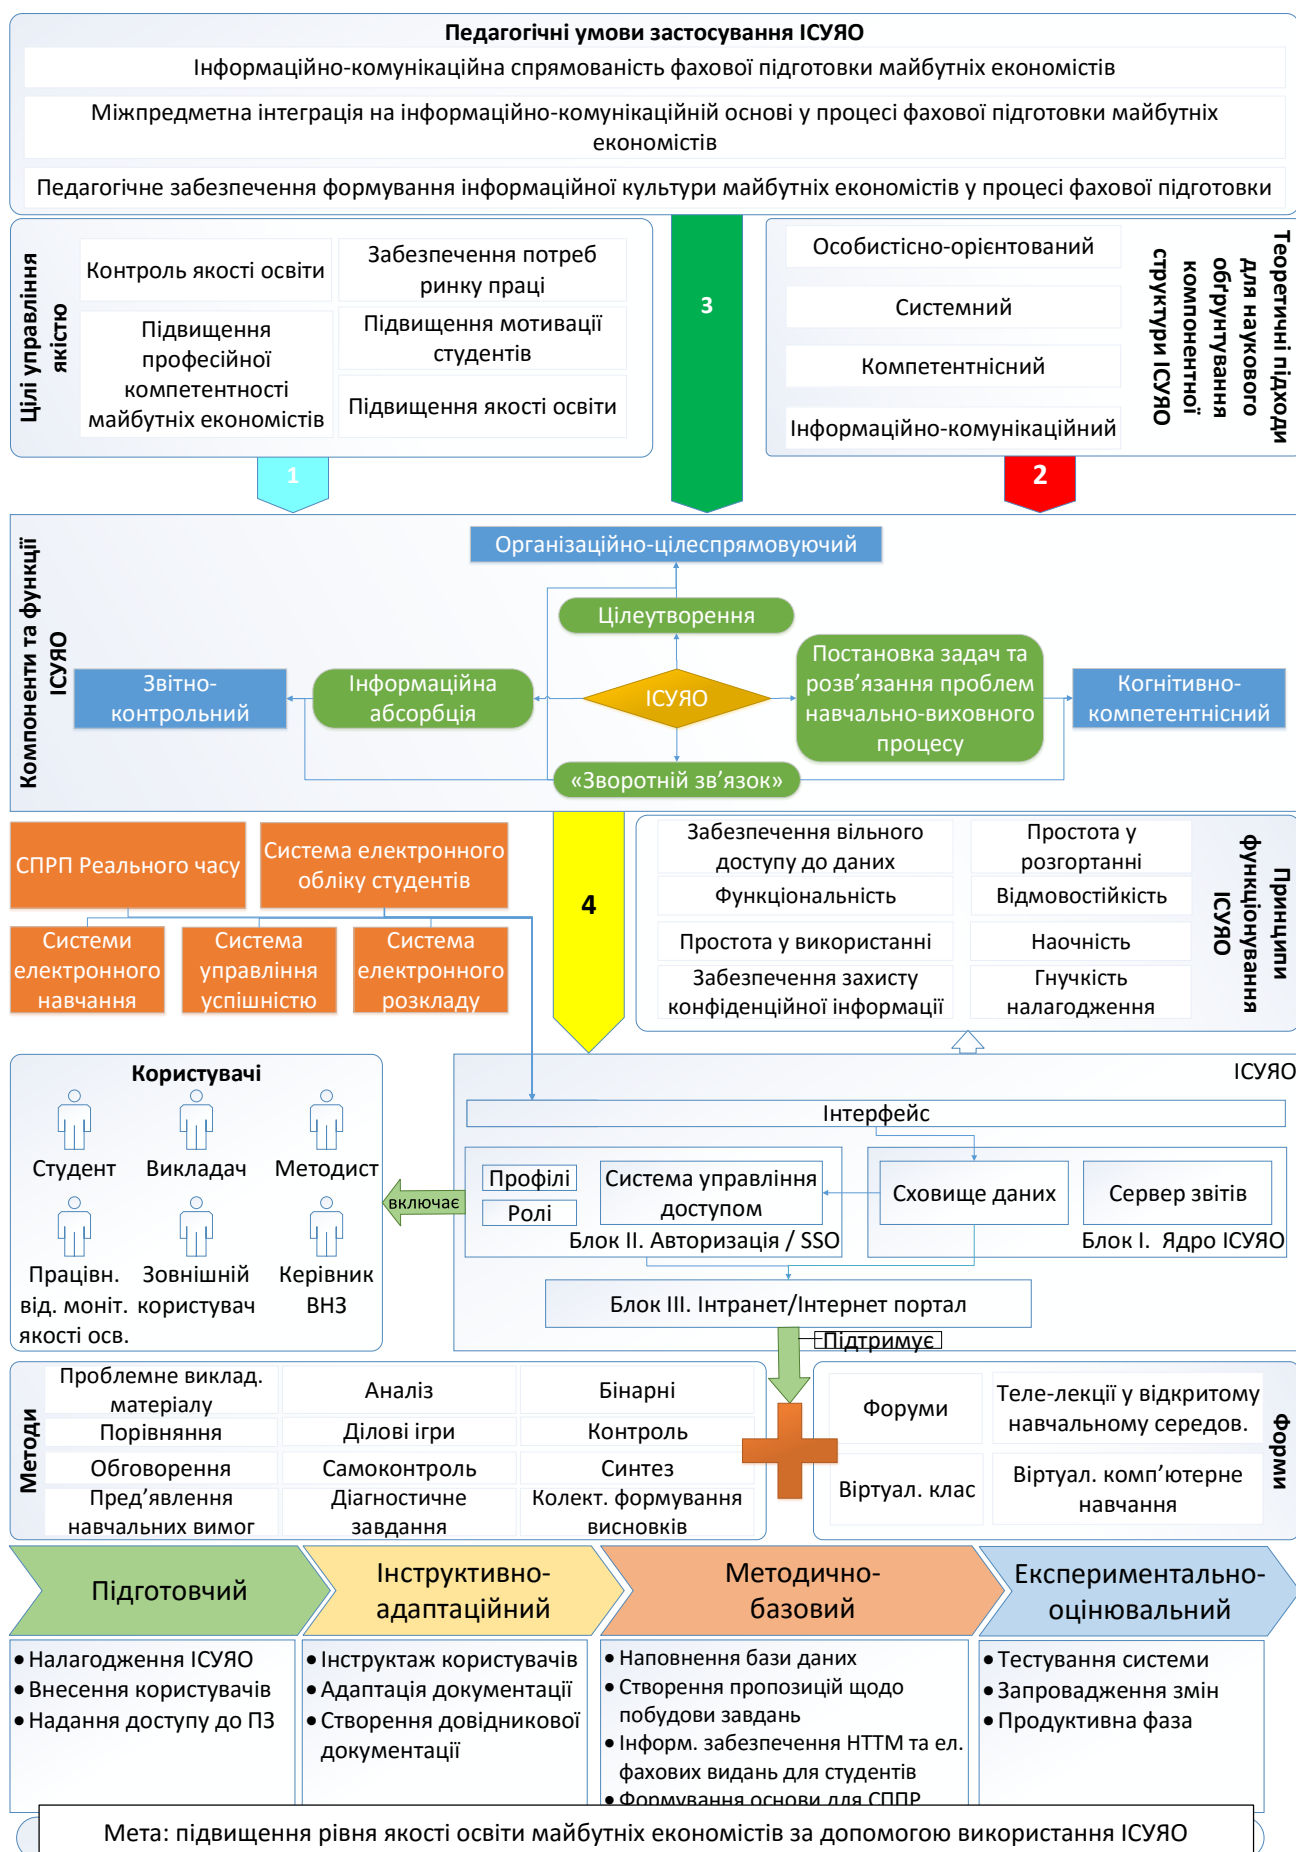 Педагогічні умови застосування ІСУЯО
Інформаційно-комунікаційна спрямованість фахової підготовки майбутніх економістів
Міжпредметна інтеграція на інформаційно-комунікаційній основі у процесі фахової підготовки майбутніх
економістів
Педагогічне забезпечення формування інформаційної культури майбутніх економістів у процесі фахової підготовки
Цілі управління
якістю
Контроль якості освіти
Підвищення
професійної
компетентності
майбутніх економістів
Забезпечення потреб
ринку праці
Підвищення мотивації
студентів
Підвищення якості освіти
3
Особистісно-орієнтований
Системний
Компетентнісний
Інформаційно-комунікаційний
Теоретичні підходи
для наукового
обґрунтування
компонентної
структури ІСУЯО
1
2
Компоненти та функції
ІСУЯО
Організаційно-цілеспрямовуючий
Цілеутворення
Звітно-
контрольний
Інформаційна
абсорбція
ІСУЯО
Постановка задач та
розв’язання проблем
навчально-виховного
процесу
Когнітивно-
компетентнісний
«Зворотній зв’язок»
СПРП Реального часу
Система електронного
обліку студентів
Системи
електронного
навчання
Система
управління
успішністю
Система
електронного
розкладу
4
Забезпечення вільного
доступу до даних
Простота у
розгортанні
Функціональність
Відмовостійкість
Простота у використанні
Наочність
Забезпечення захисту
конфіденційної інформації
Гнучкість
налагодження
Принципи
функціонування
ІСУЯО
Користувачі
Студент
Викладач
Методист
Працівн.
від. моніт.
якості осв.
Зовнішній
користувач
Керівник
ВНЗ
включає
ІСУЯО
Інтерфейс
Профілі
Ролі
Система управління
доступом
Блок II. Авторизація / SSO
Сховище даних
Сервер звітів
Блок I. Ядро ІСУЯО
Блок III. Інтранет/Інтернет портал
Підтримує
Методи
Проблемне виклад.
матеріалу
Аналіз
Бінарні
Порівняння
Ділові ігри
Контроль
Обговорення
Самоконтроль
Синтез
Пред’явлення
навчальних вимог
Діагностичне
завдання
Колект. формування
висновків
Форуми
Теле-лекції у відкритому
навчальному середов.
Віртуал. клас
Віртуал. комп’ютерне
навчання
Форми
Підготовчий
Інструктивно-
адаптаційний
Методично-
базовий
Експериментально-
оцінювальний
• Налагодження ІСУЯО
• Внесення користувачів
• Надання доступу до ПЗ
• Інструктаж користувачів
• Адаптація документації
• Створення довідникової
документації
• Наповнення бази даних
• Створення пропозицій щодо
побудови завдань
• Інформ. забезпечення НТТМ та ел.
фахових видань для студентів
• Формування основи для СППР
• Тестування системи
• Запровадження змін
• Продуктивна фаза
Мета: підвищення рівня якості освіти майбутніх економістів за допомогою використання ІСУЯО